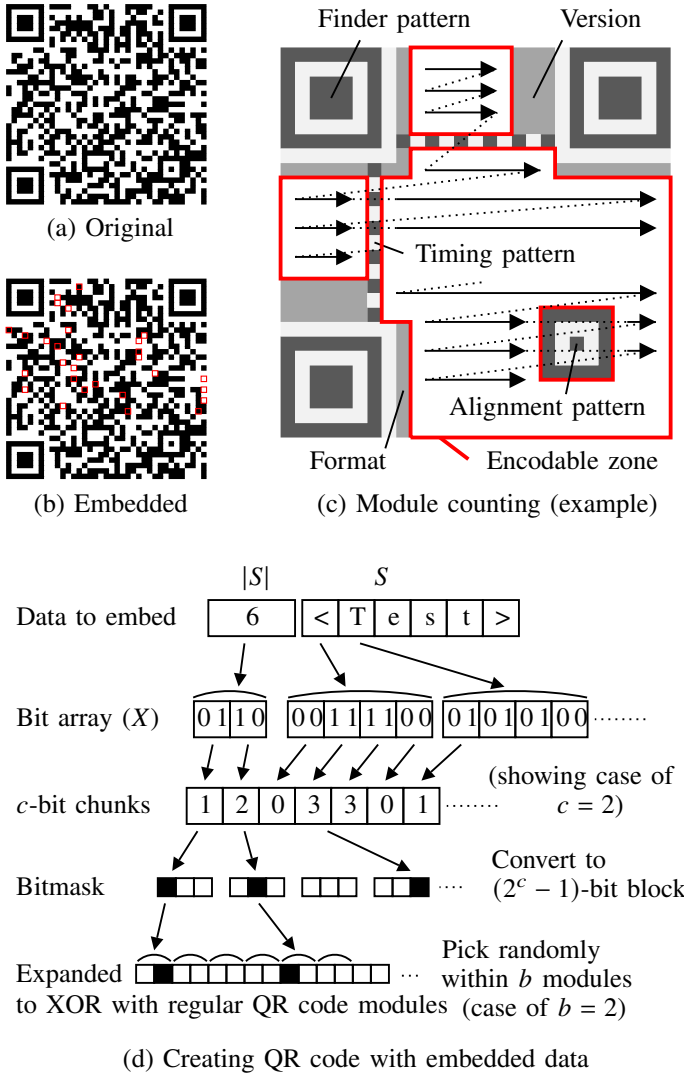 Finder pattern
Version
(a) Original
Timing pattern
Alignment pattern
Format
Encodable zone
(b) Embedded
(c) Module counting (example)
|S| S
Data to embed 6 < T e s t >
Bit array (X) 0 1 1 0 0 0 1 1 1 1 0 0 0 1 0 1 0 1 0 0 ........
c-bit chunks 1 2 0 3 3 0 1 ........
(showing case of
c = 2)
Bitmask ....
Convert to
(2^c − 1)-bit block
Expanded ...
to XOR with regular QR code modules
Pick randomly
within b modules
(case of b = 2)
(d) Creating QR code with embedded data